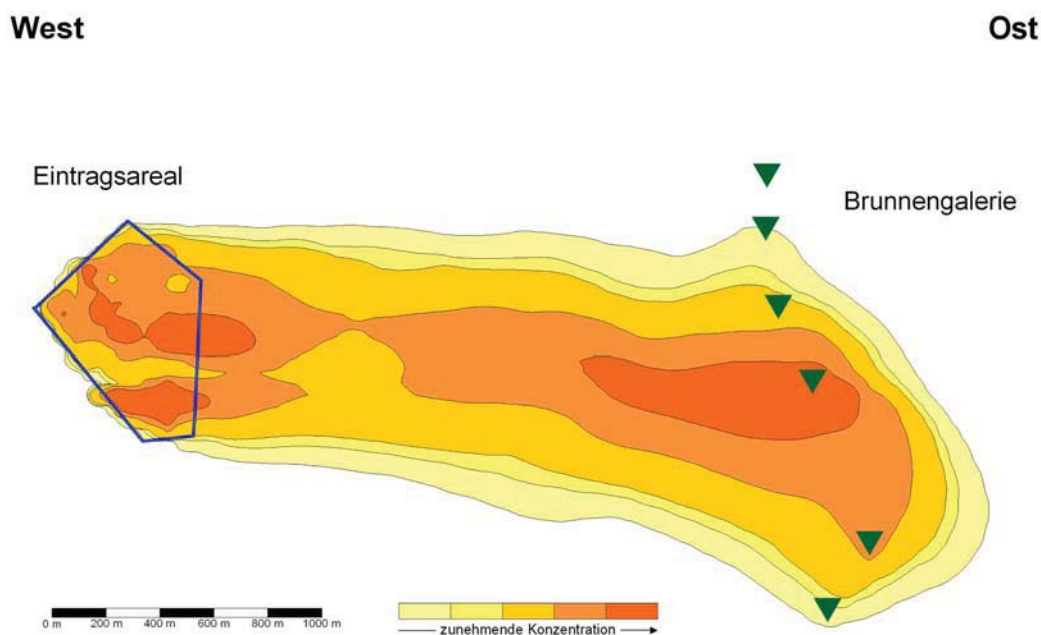 West
Ost
Eintragsareal
Brunnengalerie
0 m 200 m 400 m 600 m 800 m 1000 m
zunehmende Konzentration